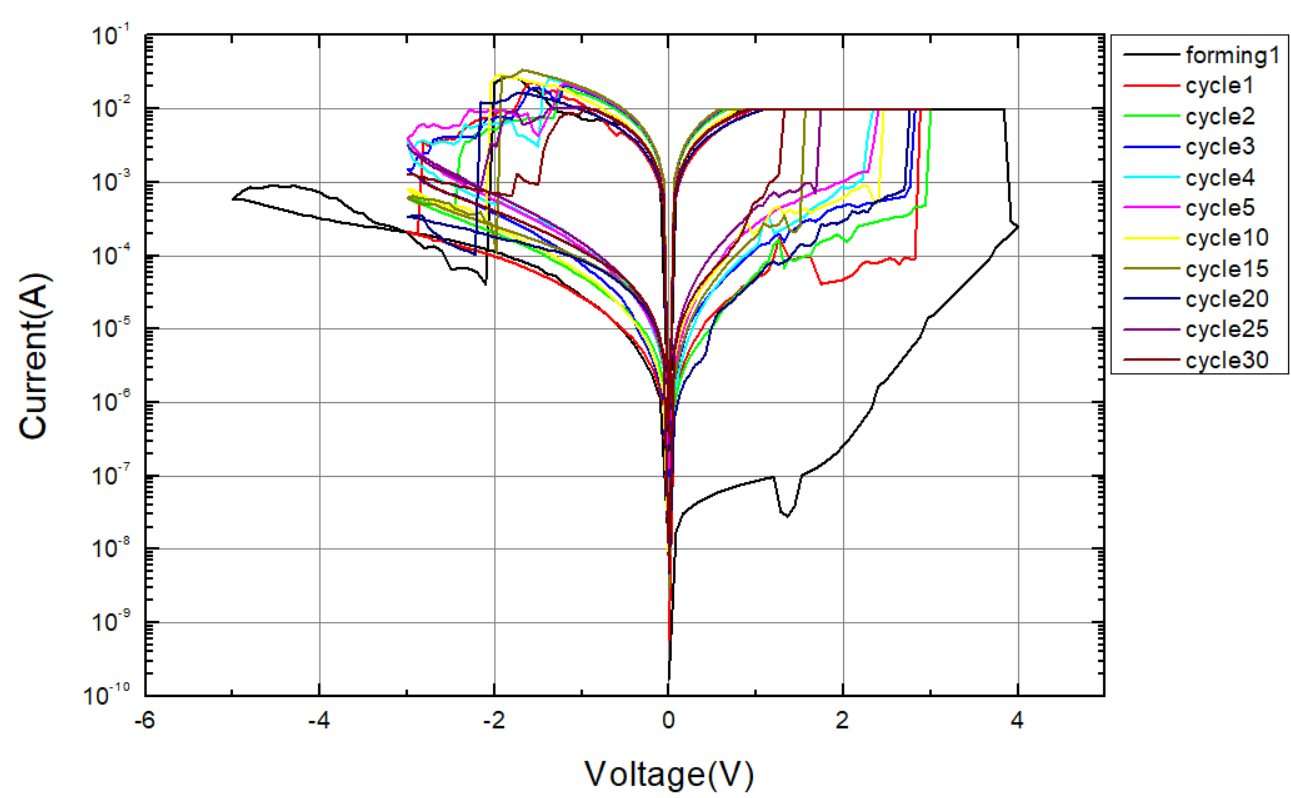 10-1
10-2
10-3
10-4
10-5
10-6
10-7
10-8
10-9
10-10
-6
-4
-2
0
2
4
Current(A)
Voltage(V)
forming1
cycle1
cycle2
cycle3
cycle4
cycle5
cycle10
cycle15
cycle20
cycle25
cycle30